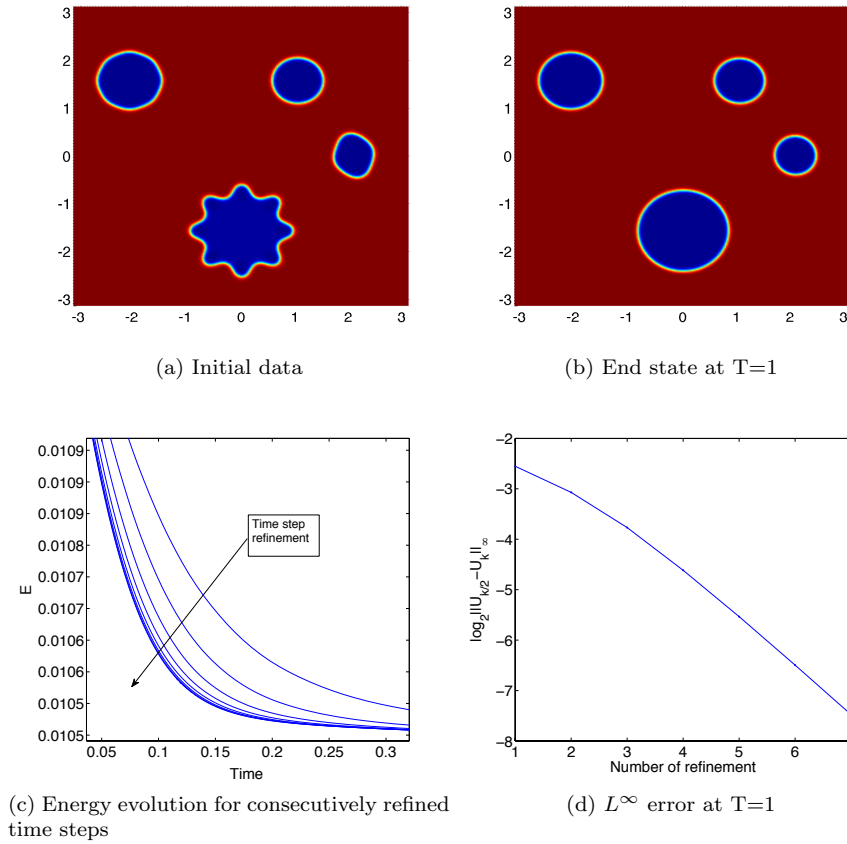 3
2
1
0
-1
-2
-3
-3 -2 -1 0 1 2 3
(a) Initial data
3
2
1
0
-1
-2
-3
-3 -2 -1 0 1 2 3
(b) End state at T=1
0.0109
0.0109
0.0109
0.0108
0.0107
0.0107
0.0106
0.0106
0.0105
0.0105
E
Time step
refinement
0.05 0.1 0.15 0.2 0.25 0.3
Time
(c) Energy evolution for consecutively refined
time steps
−2
−3
−4
−5
−6
−7
−8
log₂||U_{k/2}−U_k||_∞
1 2 3 4 5 6
Number of refinement
(d) L^∞ error at T=1